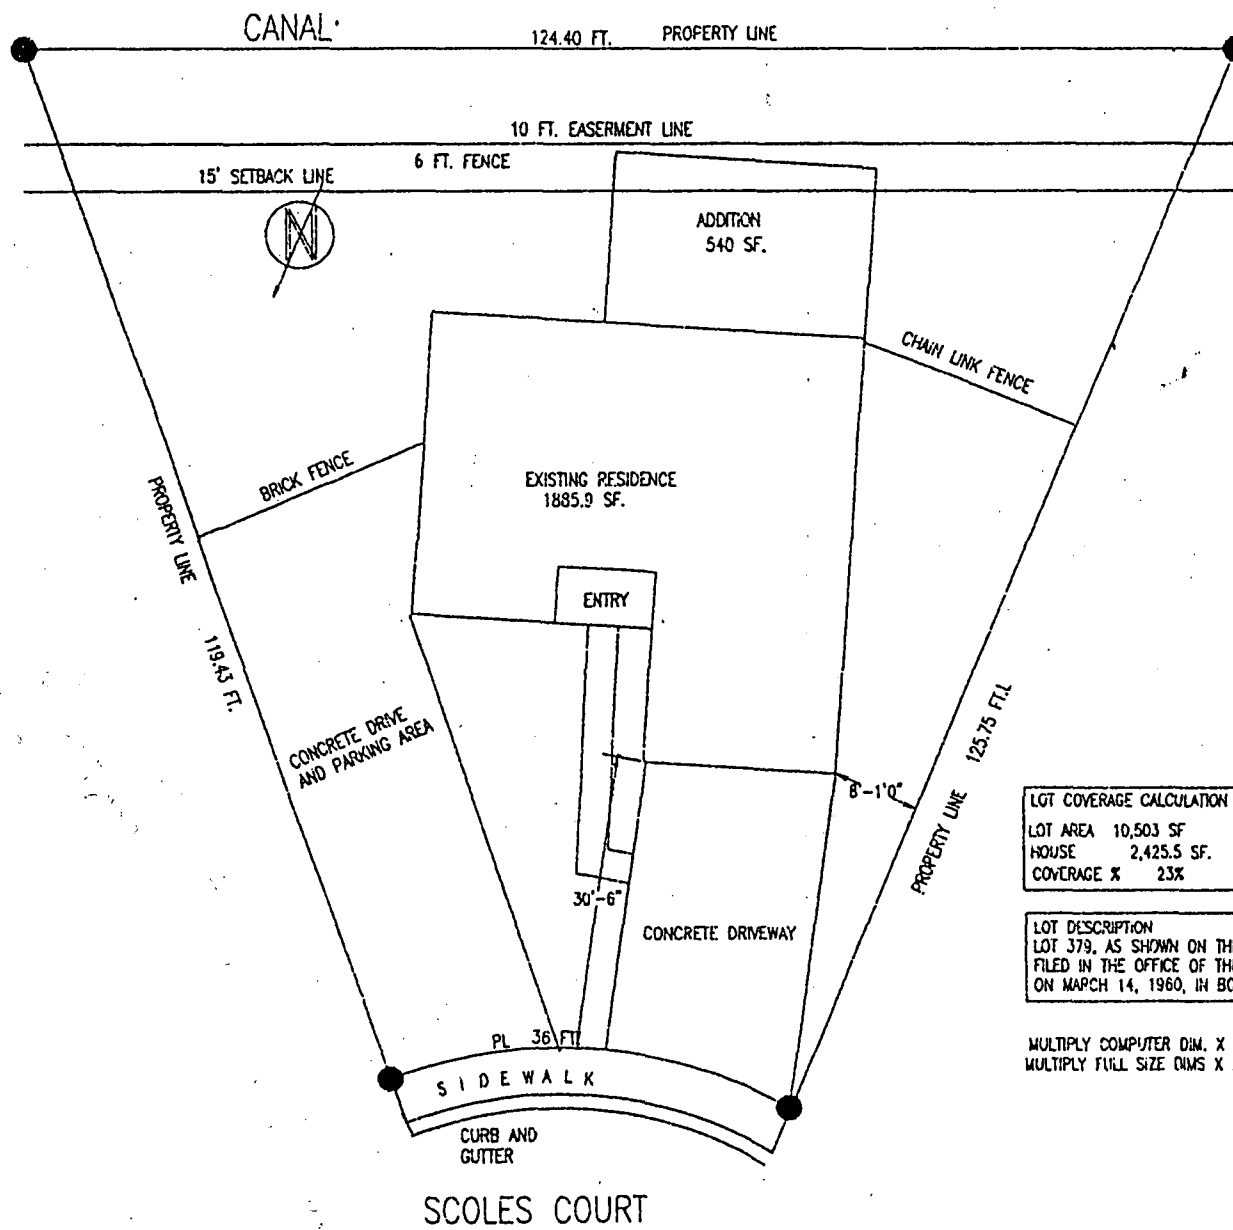 CANAL
124.40 FT. PROPERTY LINE
10 FT. EASERMENT LINE
6 FT. FENCE
15' SETBACK LINE
N
ADDITION
540 SF.
CHAIN LINK FENCE
BRICK FENCE
EXISTING RESIDENCE
1885.9 SF.
PROPERTY LINE
119.43 FT.
ENTRY
CONCRETE DRIVE
AND PARKING AREA
PROPERTY LINE 125.75 FT.L
8'-1'0"
30'-6"
CONCRETE DRIVEWAY
LOT COVERAGE CALCULATION
LOT AREA 10,503 SF
HOUSE 2,425.5 SF.
COVERAGE % 23%
LOT DESCRIPTION
LOT 379, AS SHOWN ON TH
FILED IN THE OFFICE OF TH
ON MARCH 14, 1960, IN BO
MULTIPLY COMPUTER DIM. X
MULTIPLY FULL SIZE DIMS X
PL 36 FT
SIDEWALK
CURB AND
GUTTER
SCOLES COURT